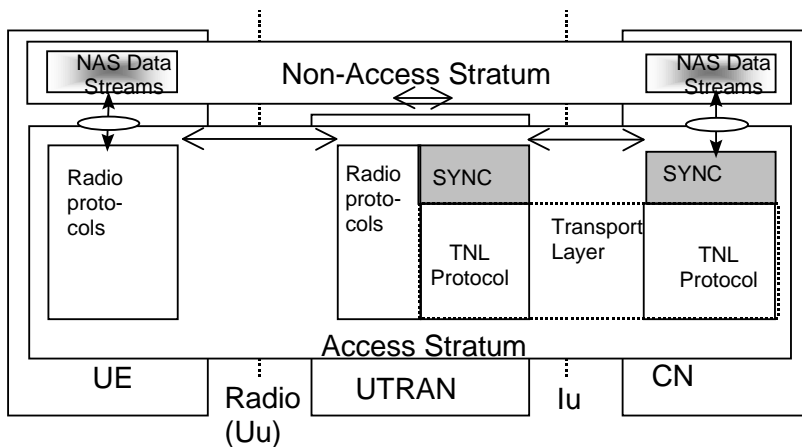 NAS Data
Streams
Non-Access Stratum
NAS Data
Streams
Radio
proto-
cols
Radio
proto-
cols
SYNC
TNL
Protocol
Transport
Layer
SYNC
TNL
Protocol
Access Stratum
UE
Radio
(Uu)
UTRAN
Iu
CN